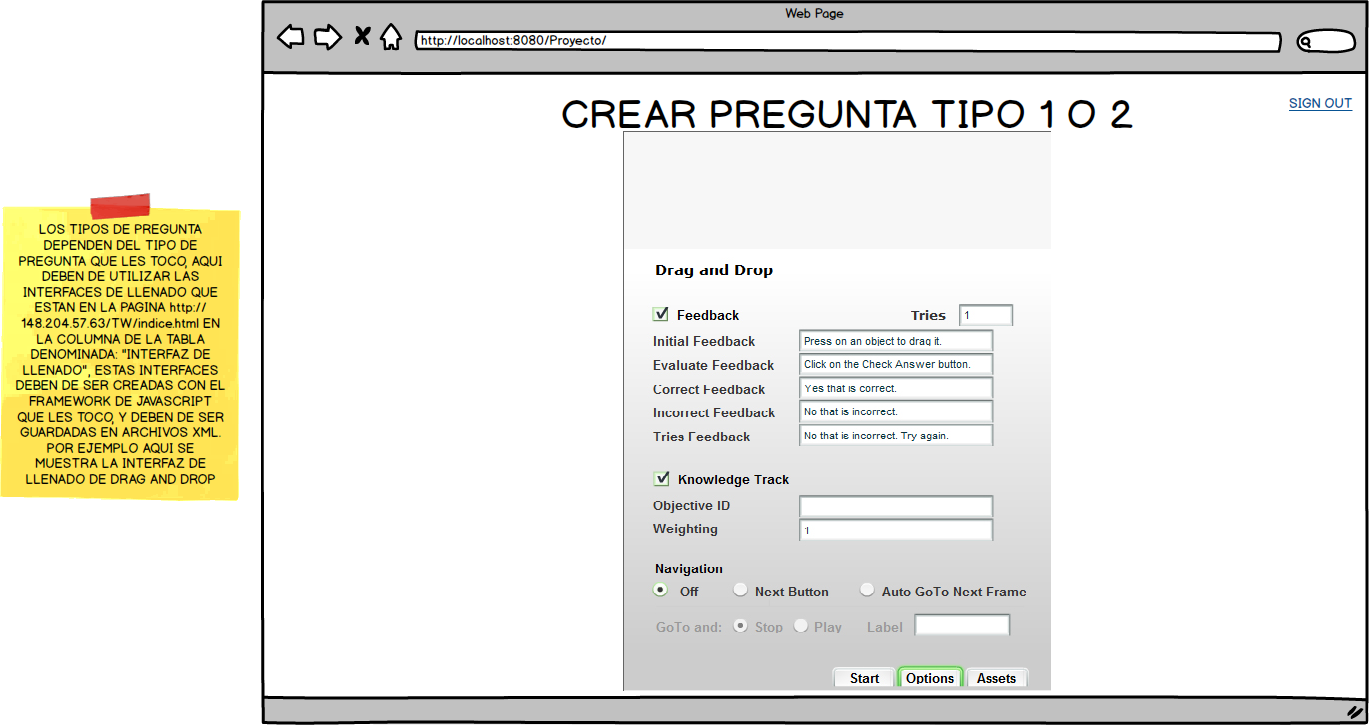 Web Page
http://localhost:8080/Proyecto/
CREAR PREGUNTA TIPO 1 O 2
SIGN OUT
LOS TIPOS DE PREGUNTA
DEPENDEN DEL TIPO DE
PREGUNTA QUE LES TOCO, AQUI
DEBEN DE UTILIZAR LAS
INTERFACES DE LLENADO QUE
ESTAN EN LA PAGINA http://
148.204.57.63/TW/indice.html EN
LA COLUMNA DE LA TABLA
DENOMINADA: "INTERFAZ DE
LLENADO", ESTAS INTERFACES
DEBEN DE SER CREADAS CON EL
FRAMEWORK DE JAVASCRIPT
QUE LES TOCO, Y DEBEN DE SER
GUARDADAS EN ARCHIVOS XML.
POR EJEMPLO AQUI SE
MUESTRA LA INTERFAZ DE
LLENADO DE DRAG AND DROP
Drag and Drop
Feedback Tries 1
Initial Feedback Press on an object to drag it.
Evaluate Feedback Click on the Check Answer button.
Correct Feedback Yes that is correct.
Incorrect Feedback No that is incorrect.
Tries Feedback No that is incorrect. Try again.
Knowledge Track
Objective ID
Weighting 1
Navigation
Off Next Button Auto GoTo Next Frame
GoTo and: Stop Play Label
Start Options Assets